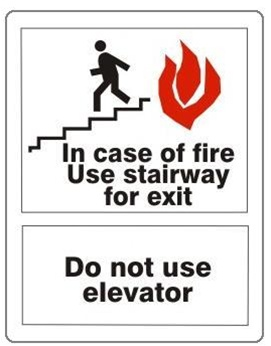 In case of fire
Use stairway
for exit
Do not use
elevator